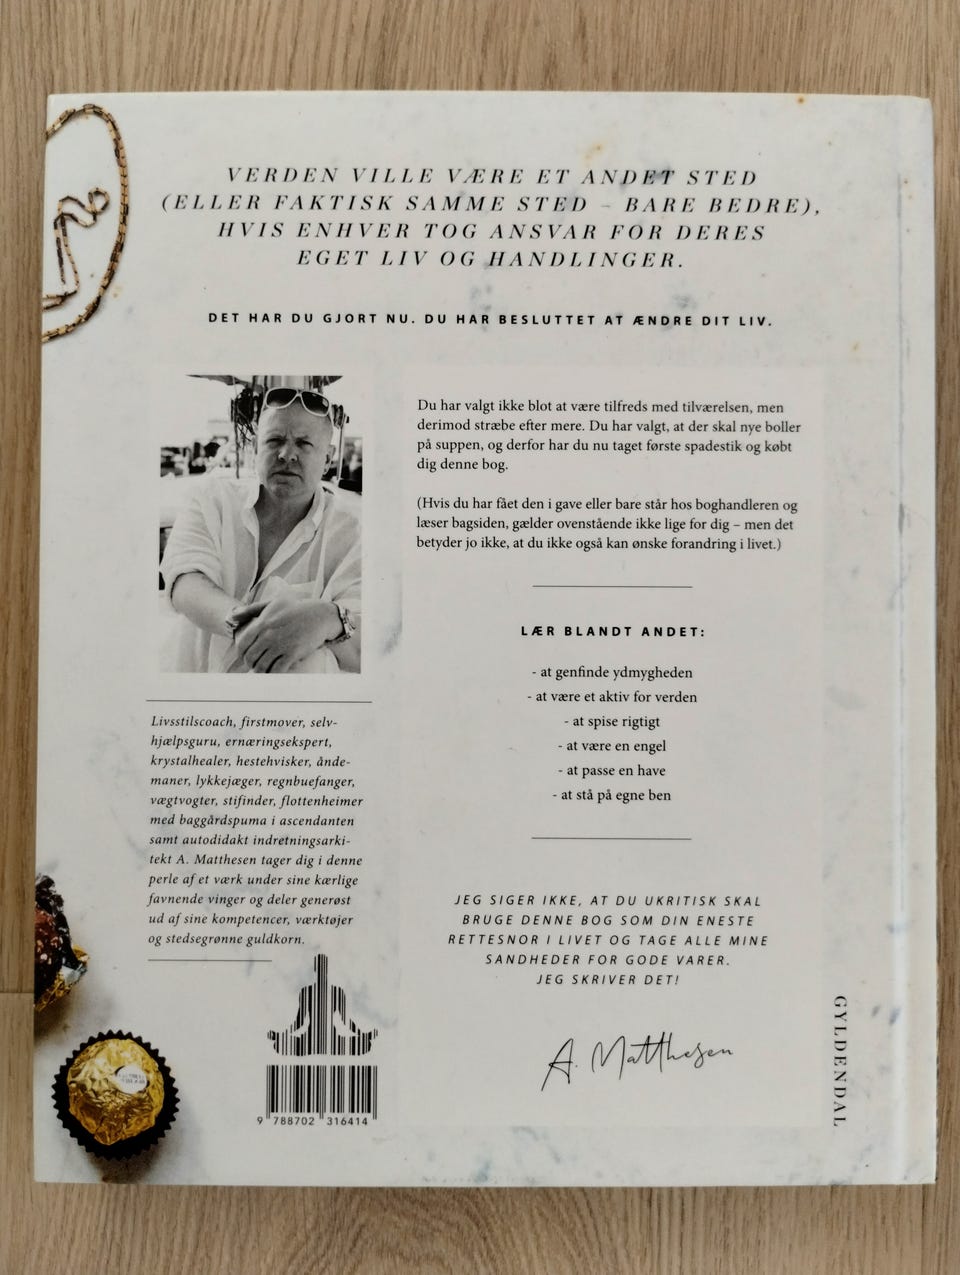 VERDEN VILLE VÆRE ET ANDET STED
(ELLER FAKTISK SAMME STED – BARE BEDRE),
HVIS ENHVER TOG ANSVAR FOR DERES
EGET LIV OG HANDLINGER.
DET HAR DU GJORT NU. DU HAR BESLUTTET AT ÆNDRE DIT LIV.
Du har valgt ikke blot at være tilfreds med tilværelsen, men
derimod stræbe efter mere. Du har valgt, at der skal nye boller
på suppen, og derfor har du nu taget første spadestik og købt
dig denne bog.
(Hvis du har fået den i gave eller bare står hos boghandleren og
læser bagsiden, gælder ovenstående ikke lige for dig – men det
betyder jo ikke, at du ikke også kan ønske forandring i livet.)
LÆR BLANDT ANDET:
- at genfinde ydmygheden
- at være et aktiv for verden
- at spise rigtigt
- at være en engel
- at passe en have
- at stå på egne ben
Livsstilscoach, firstmover, selv-
hjælpsguru, ernæringsekspert,
krystalhealer, hestehvisker, ånde-
maner, lykkejæger, regnbuefanger,
vægtvogter, stifinder, flottenheimer
med baggårdspuma i ascendanten
samt autodidakt indretningsarki-
tekt A. Matthesen tager dig i denne
perle af et værk under sine kærlige
favnende vinger og deler generøst
ud af sine kompetencer, værktøjer
og stedsegrønne guldkorn.
JEG SIGER IKKE, AT DU UKRITISK SKAL
BRUGE DENNE BOG SOM DIN ENESTE
RETTESNOR I LIVET OG TAGE ALLE MINE
SANDHEDER FOR GODE VARER.
JEG SKRIVER DET!
A. Matthesen
GYLDENDAL
9 788702 316414